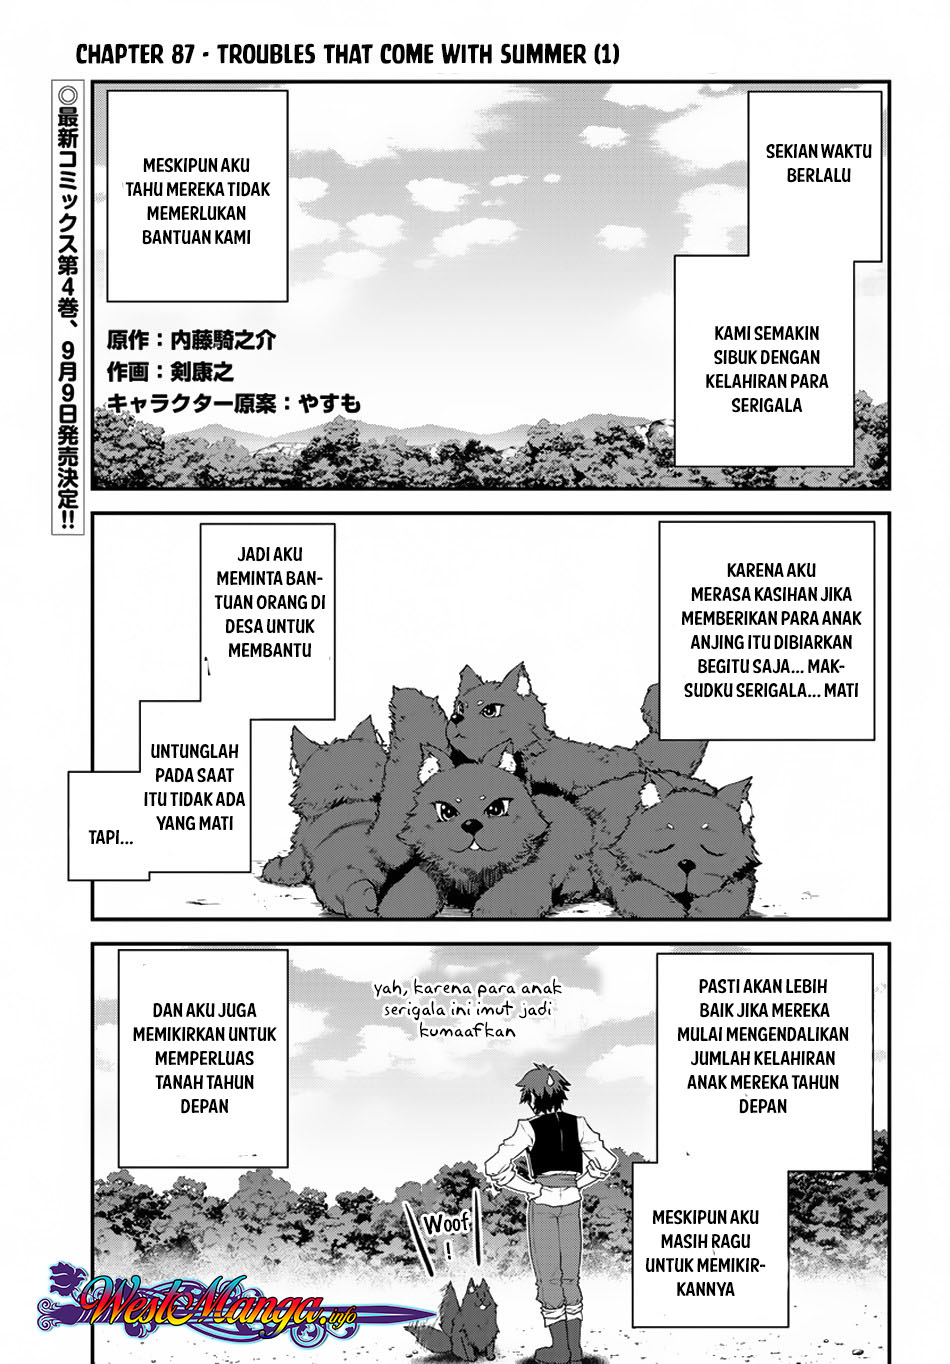 CHAPTER 87 - TROUBLES THAT COME WITH SUMMER (1)
◎最新コミックス第4巻、9月9日発売決定!!
SEKIAN WAKTU
BERLALU
KAMI SEMAKIN
SIBUK DENGAN
KELAHIRAN PARA
SERIGALA
MESKIPUN AKU
TAHU MEREKA TIDAK
MEMERLUKAN
BANTUAN KAMI
原作：内藤騎之介
作画：剣康之
キャラクター原案：やすも
KARENA AKU
MERASA KASIHAN JIKA
MEMBERIKAN PARA ANAK
ANJING ITU DIBIARKAN
BEGITU SAJA... MAK-
SUDKU SERIGALA... MATI
JADI AKU
MEMINTA BAN-
TUAN ORANG DI
DESA UNTUK
MEMBANTU
UNTUNGLAH
PADA SAAT
ITU TIDAK ADA
YANG MATI
TAPI...
PASTI AKAN LEBIH
BAIK JIKA MEREKA
MULAI MENGENDALIKAN
JUMLAH KELAHIRAN
ANAK MEREKA TAHUN
DEPAN
MESKIPUN AKU
MASIH RAGU
UNTUK MEMIKIR-
KANNYA
yah, karena para anak
serigala ini imut jadi
kumaafkan
DAN AKU JUGA
MEMIKIRKAN UNTUK
MEMPERLUAS
TANAH TAHUN
DEPAN
Woof
!
WestManga.info